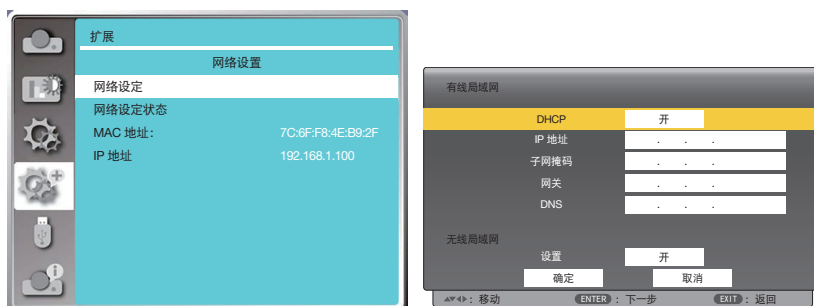 扩展
网络设置
网络设定
网络设定状态
MAC 地址： 7C:6F:F8:4E:B9:2F
IP 地址 192.168.1.100
有线局域网
DHCP 开
IP 地址 . . .
子网掩码 . . .
网关 . . .
DNS . . .
无线局域网
设置 开
确定 取消
▲▼◀▶：移动 ENTER：下一步 EXIT：返回